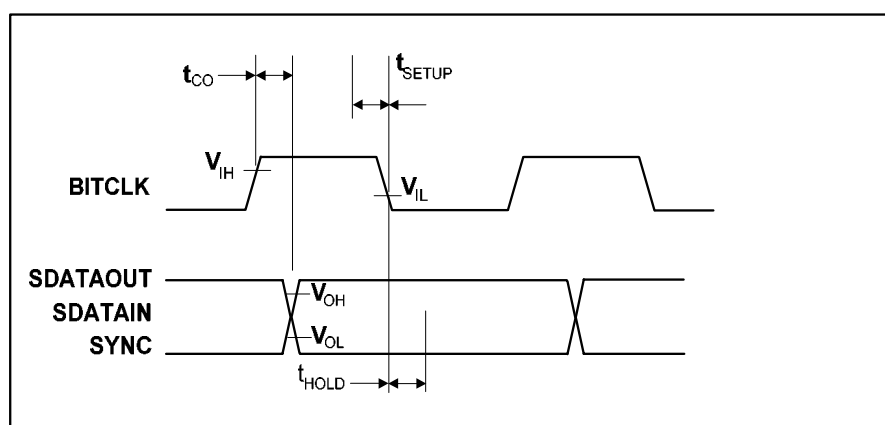 tCO
tSETUP
VIH
BITCLK
VIL
SDATAOUT
VOH
SDATAIN
VOL
SYNC
tHOLD